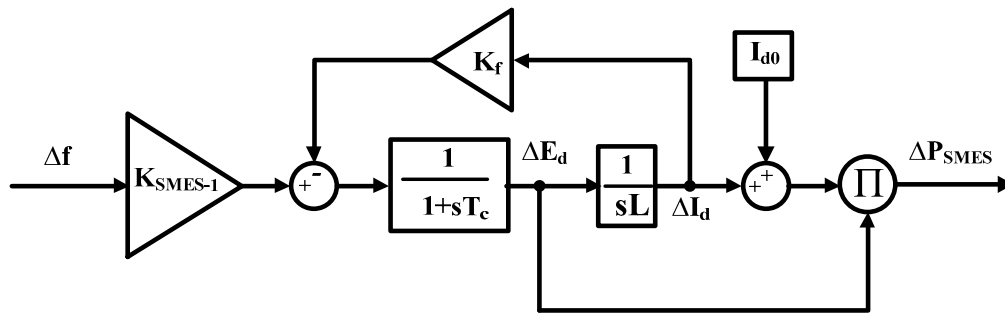 K_f
I_d0
Δf
K_SMES-1
+ -
1
1+sT_c
ΔE_d
1
sL
ΔI_d
+ +
Π
ΔP_SMES